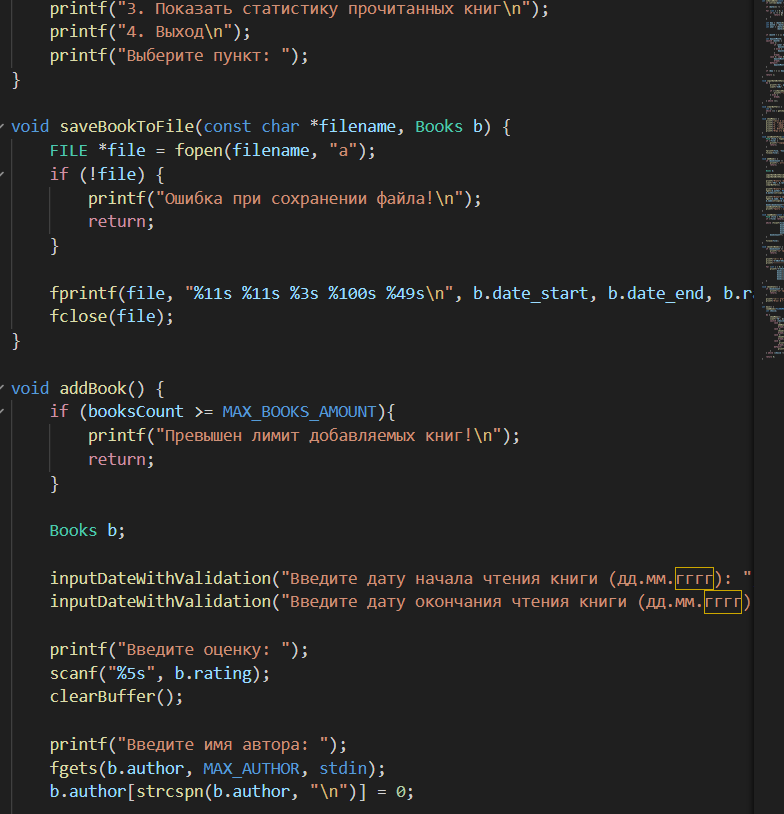 printf("3. Показать статистику прочитанных книг\n");
printf("4. Выход\n");
printf("Выберите пункт: ");
}
void saveBookToFile(const char *filename, Books b) {
FILE *file = fopen(filename, "a");
if (!file) {
printf("Ошибка при сохранении файла!\n");
return;
}
fprintf(file, "%11s %11s %3s %100s %49s\n", b.date_start, b.date_end, b.r
fclose(file);
}
void addBook() {
if (booksCount >= MAX_BOOKS_AMOUNT){
printf("Превышен лимит добавляемых книг!\n");
return;
}
Books b;
inputDateWithValidation("Введите дату начала чтения книги (дд.мм.гггг): "
inputDateWithValidation("Введите дату окончания чтения книги (дд.мм.гггг)
printf("Введите оценку: ");
scanf("%5s", b.rating);
clearBuffer();
printf("Введите имя автора: ");
fgets(b.author, MAX_AUTHOR, stdin);
b.author[strcspn(b.author, "\n")] = 0;